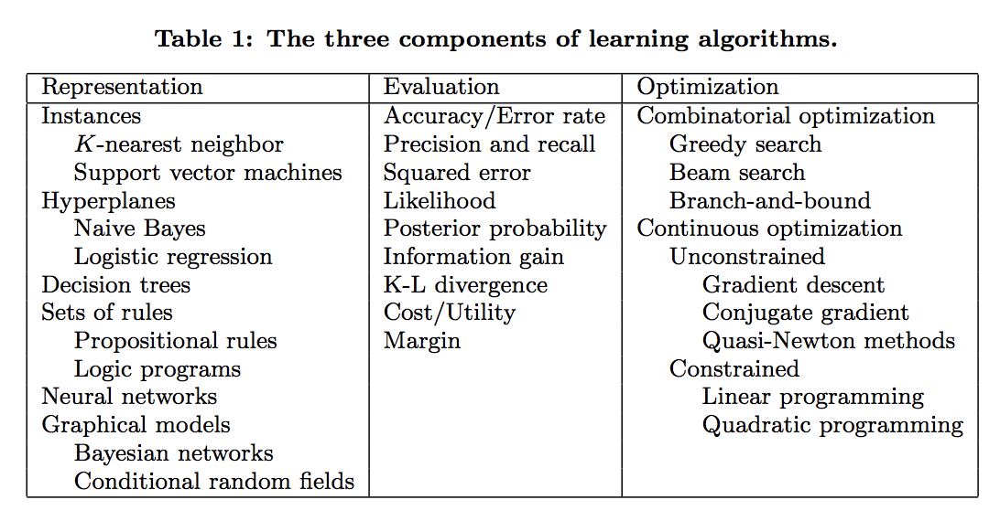 Table 1: The three components of learning algorithms.
Representation Evaluation Optimization
Instances Accuracy/Error rate Combinatorial optimization
K-nearest neighbor Precision and recall Greedy search
Support vector machines Squared error Beam search
Hyperplanes Likelihood Branch-and-bound
Naive Bayes Posterior probability Continuous optimization
Logistic regression Information gain Unconstrained
Decision trees K-L divergence Gradient descent
Sets of rules Cost/Utility Conjugate gradient
Propositional rules Margin Quasi-Newton methods
Logic programs Constrained
Neural networks Linear programming
Graphical models Quadratic programming
Bayesian networks
Conditional random fields